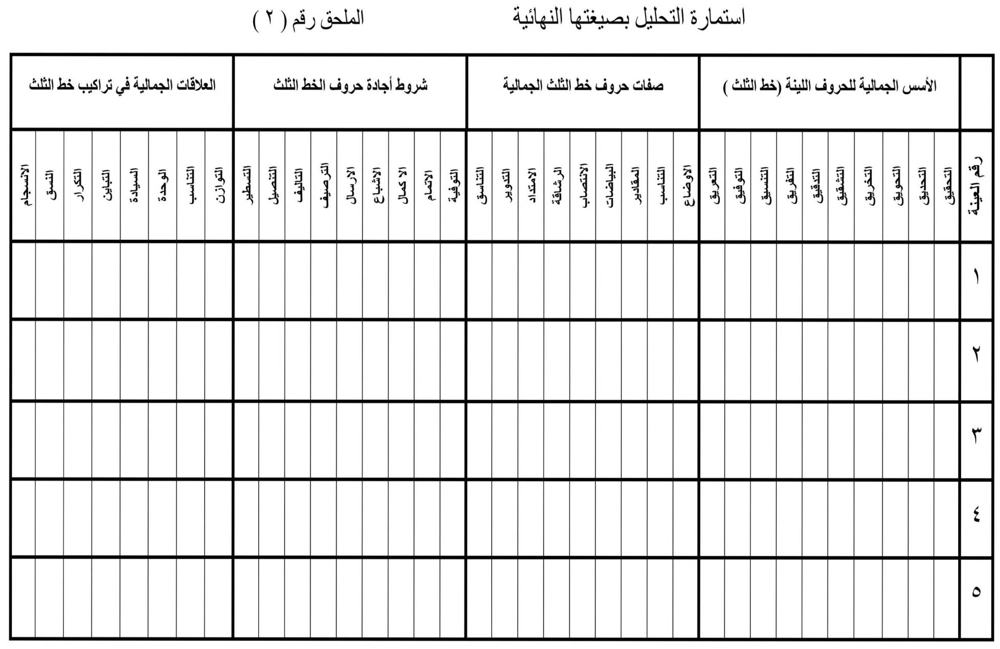 استمارة التحليل بصيغتها النهائية الملحق رقم ( ٢ )
الأسس الجمالية للحروف اللينة (خط الثلث ) صفات حروف خط الثلث الجمالية شروط أجادة حروف الخط الثلث العلاقات الجمالية في تراكيب خط الثلث
رقم العينة
التحقيق
التحديق
التحويق
التخريق
التشقيق
التدقيق
التفريق
التنسيق
التوفيق
التعريق
الاوضاع
التناسب
المقادير
البياضات
الانتصاب
الرشاقة
الامتداد
التدوير
التناسق
التوفية
الاتمام
الا كمال
الاشباع
الارسال
الترصيف
التاليف
التنصيل
التسطير
التوازن
التناسب
الوحدة
السيادة
التباين
التكرار
النسق
الانسجام
١
٢
٣
٤
٥